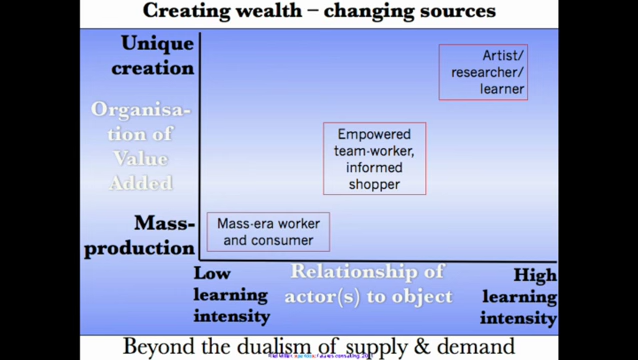 Creating wealth – changing sources
Unique
creation
Artist/
researcher/
learner
Organisa-
tion of
Value
Added
Empowered
team-worker,
informed
shopper
Mass-
production
Mass-era worker
and consumer
Low
learning
intensity
Relationship of
actor(s) to object
High
learning
intensity
Beyond the dualism of supply & demand